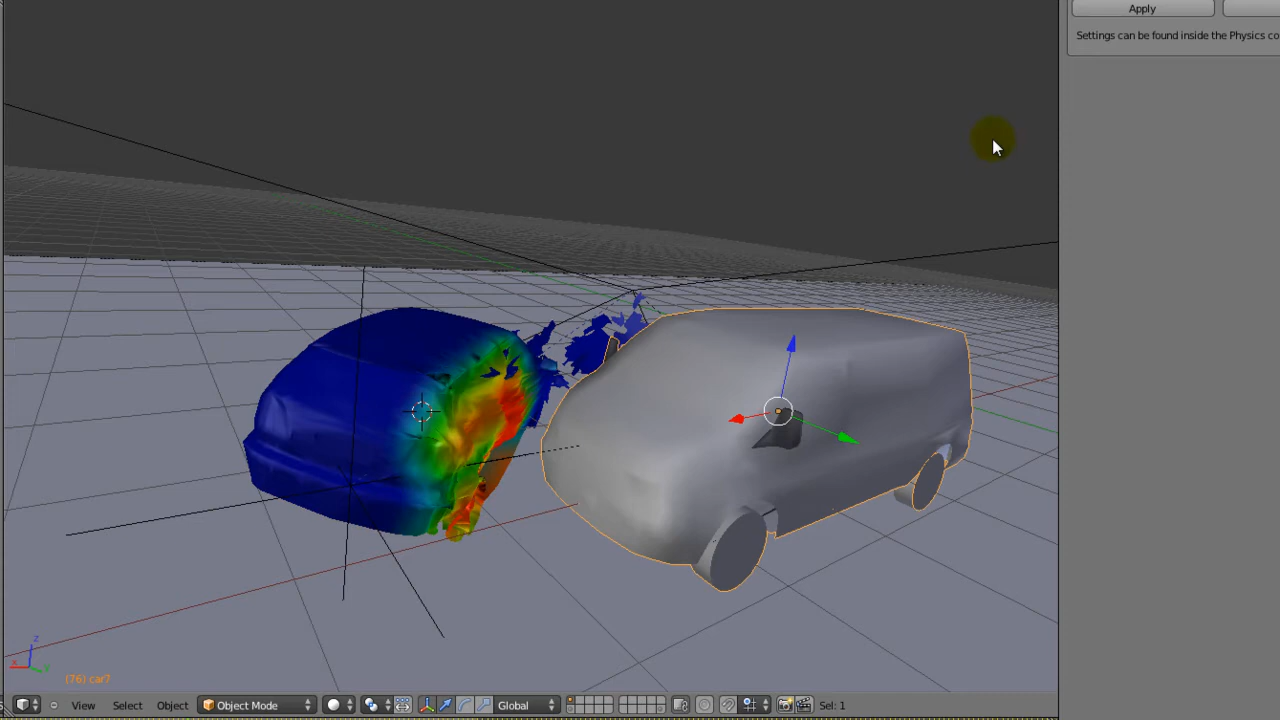 Apply
Settings can be found inside the Physics co
(76) car7
View Select Object Object Mode Global Sel: 1